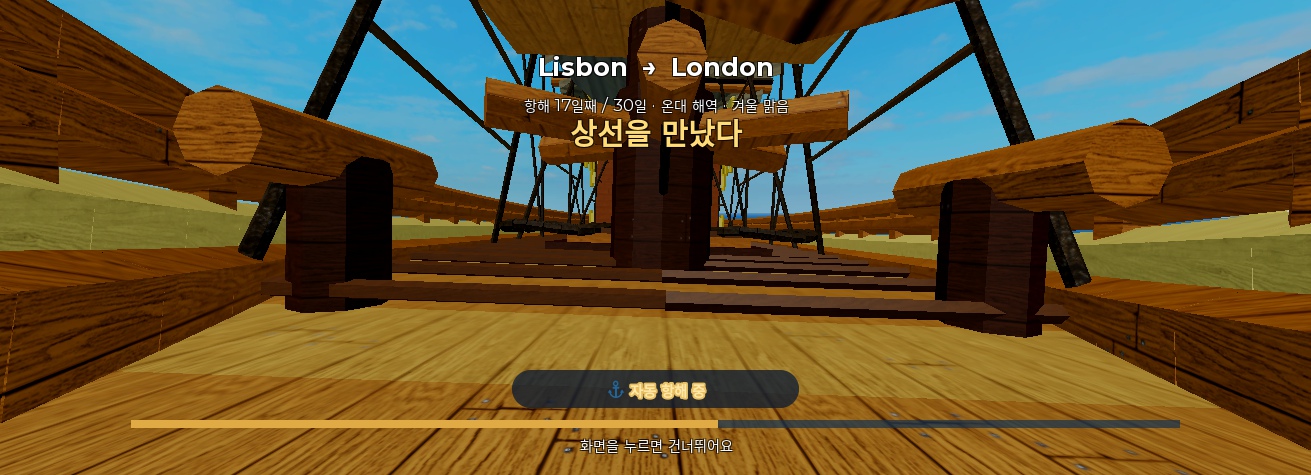 Lisbon → London
항해 17일째 / 30일 · 온대 해역 · 겨울 맑음
상선을 만났다
⚓ 자동 항해 중
화면을 누르면 건너뛰어요